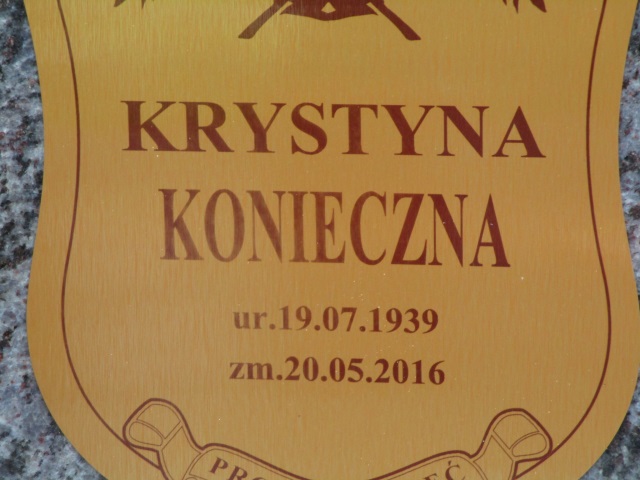 KRYSTYNA
KONIECZNA
ur.19.07.1939
zm.20.05.2016